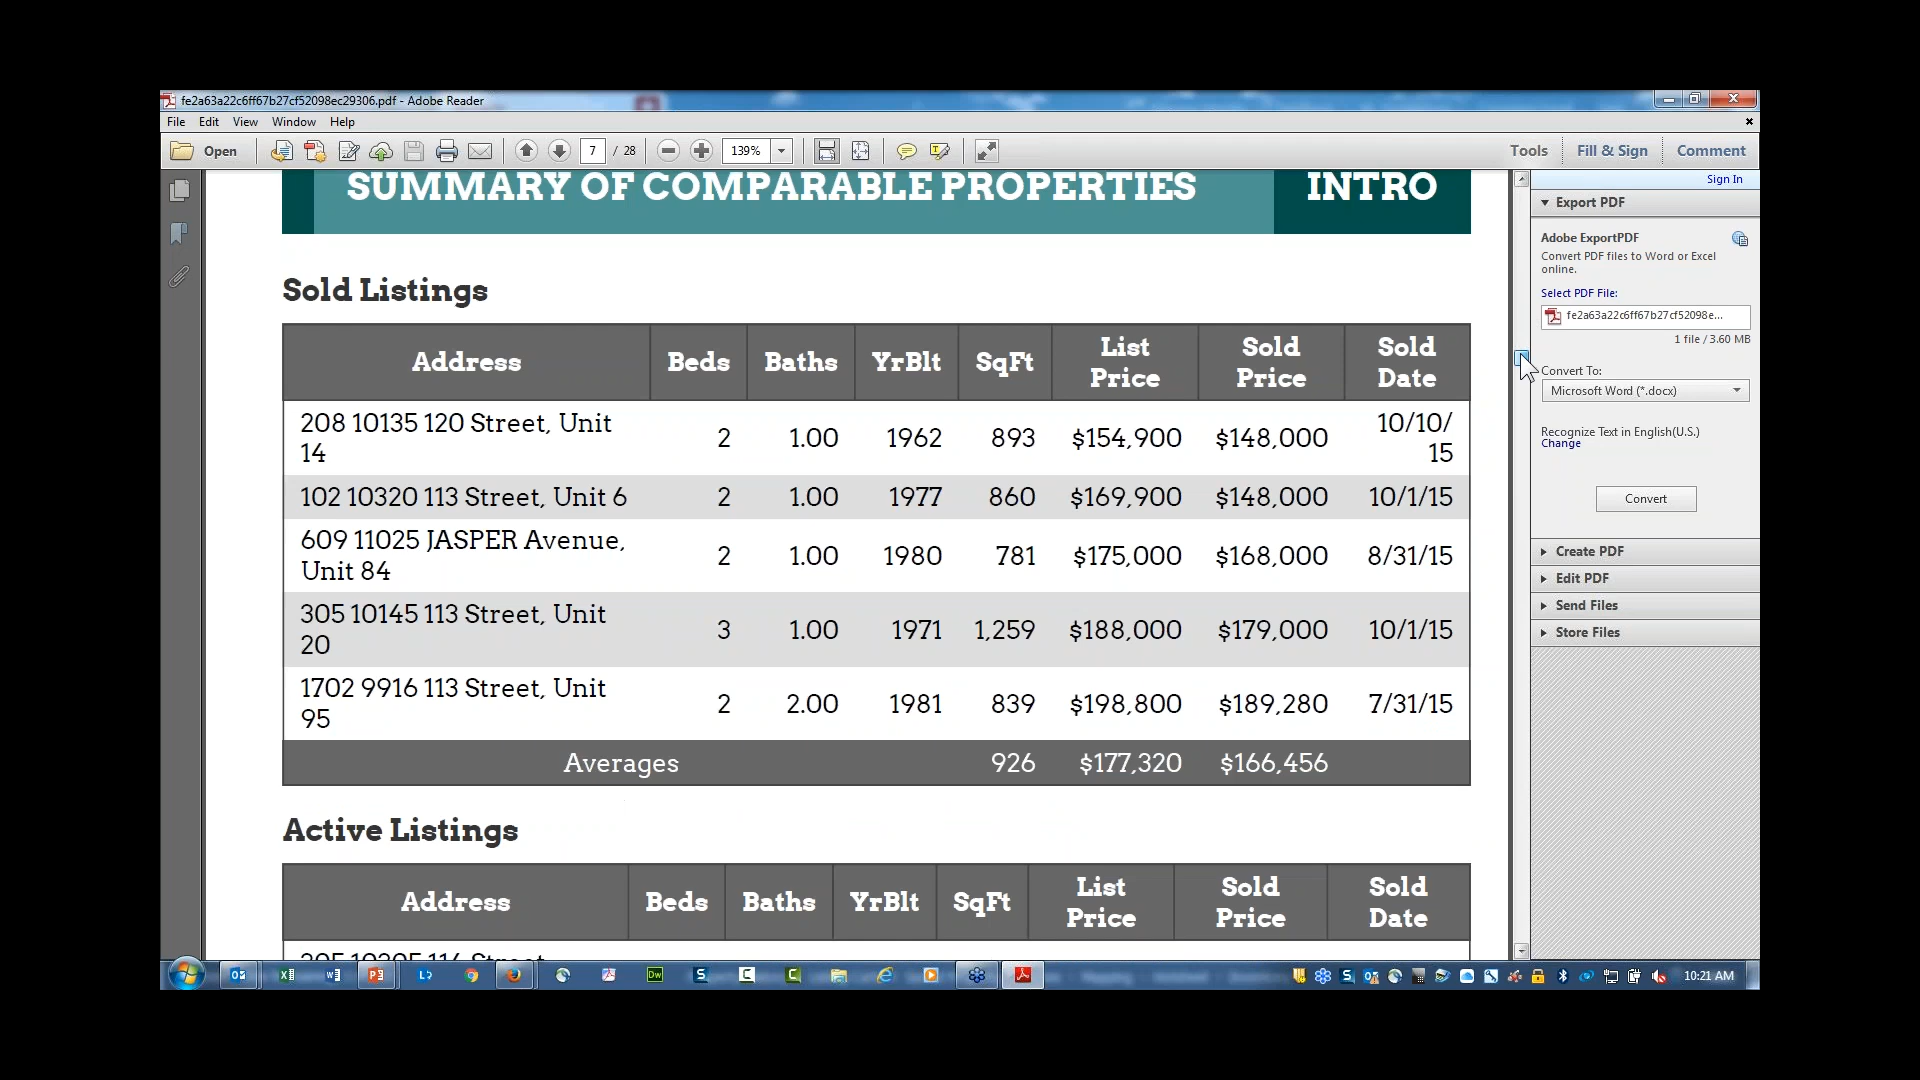 fe2a63a22c6ff67b27cf52098ec29306.pdf - Adobe Reader
File Edit View Window Help
Open 7 / 28 139% Tools Fill & Sign Comment
SUMMARY OF COMPARABLE PROPERTIES INTRO
Sold Listings
Address Beds Baths YrBlt SqFt List Price Sold Price Sold Date
208 10135 120 Street, Unit 14 2 1.00 1962 893 $154,900 $148,000 10/10/15
102 10320 113 Street, Unit 6 2 1.00 1977 860 $169,900 $148,000 10/1/15
609 11025 JASPER Avenue, Unit 84 2 1.00 1980 781 $175,000 $168,000 8/31/15
305 10145 113 Street, Unit 20 3 1.00 1971 1,259 $188,000 $179,000 10/1/15
1702 9916 113 Street, Unit 95 2 2.00 1981 839 $198,800 $189,280 7/31/15
Averages 926 $177,320 $166,456
Active Listings
Address Beds Baths YrBlt SqFt List Price Sold Price Sold Date
Sign In
Export PDF
Adobe ExportPDF
Convert PDF files to Word or Excel
online.
Select PDF File:
fe2a63a22c6ff67b27cf52098e...
1 file / 3.60 MB
Convert To:
Microsoft Word (*.docx)
Recognize Text in English(U.S.)
Change
Convert
Create PDF
Edit PDF
Send Files
Store Files
10:21 AM